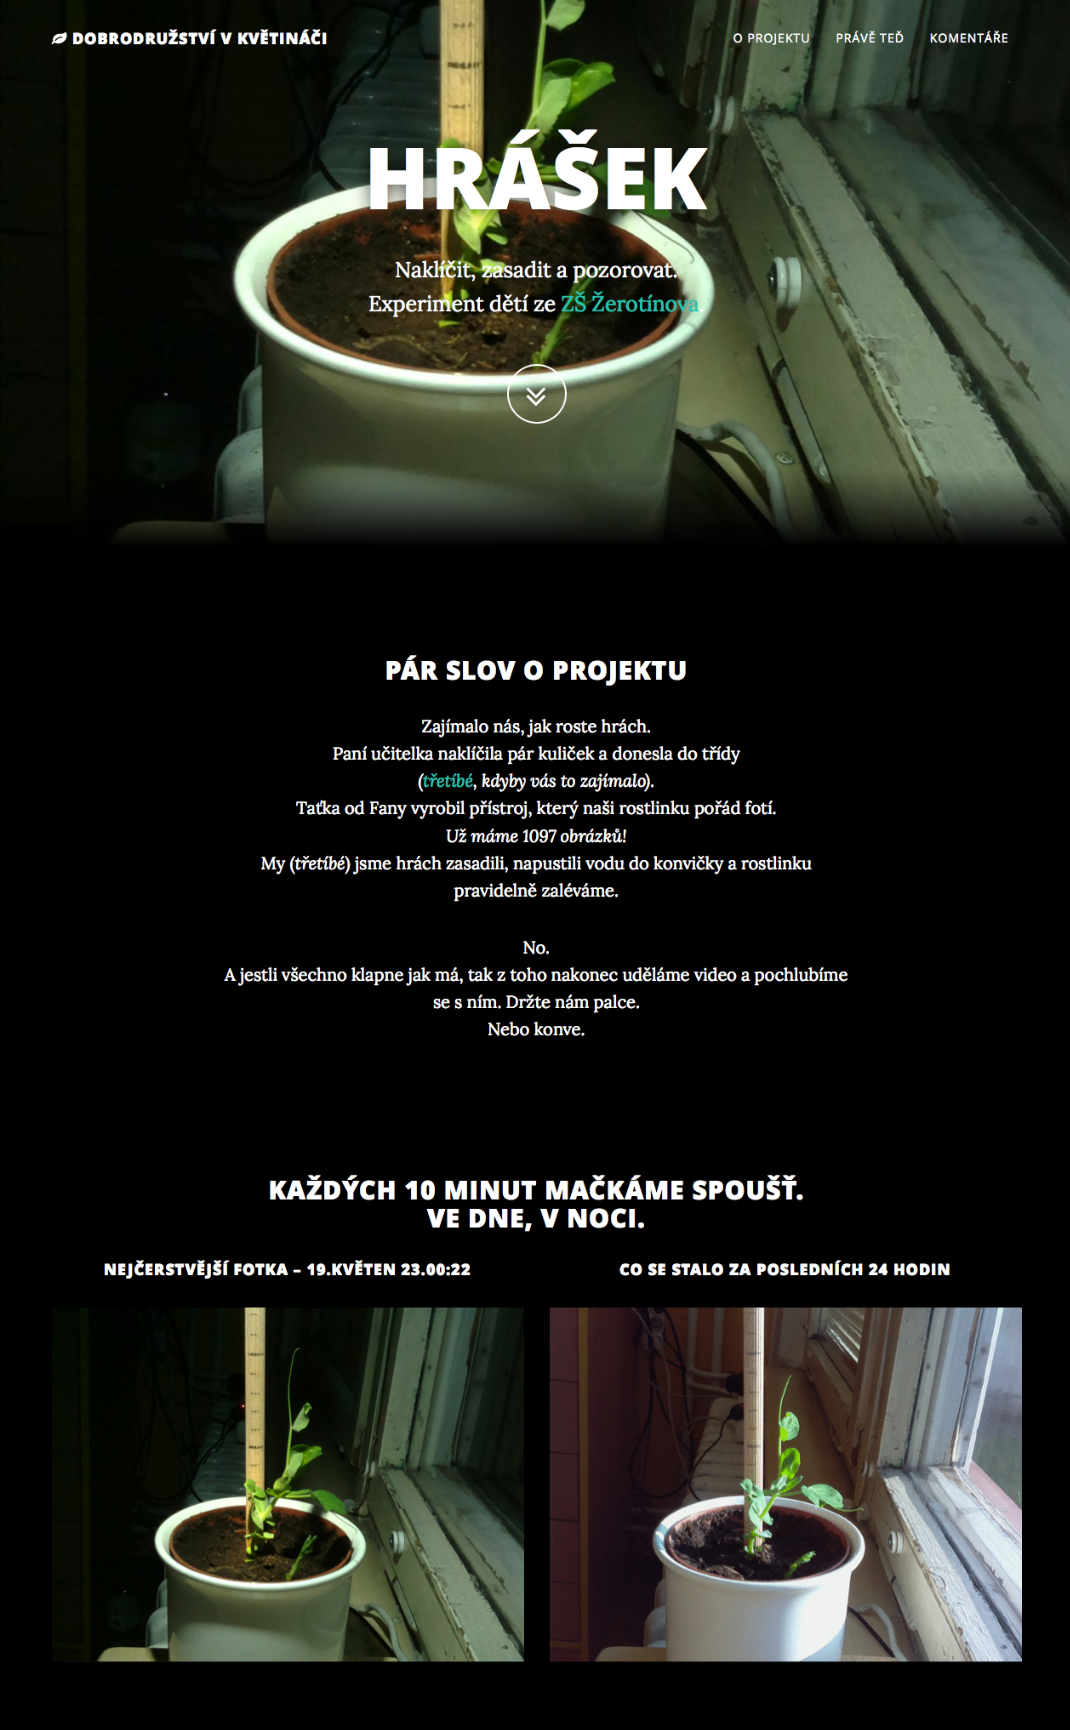 DOBRODRUŽSTVÍ V KVĚTINÁČI
O PROJEKTU PRÁVĚ TEĎ KOMENTÁŘE
HRÁŠEK
Naklíčit, zasadit a pozorovat.
Experiment dětí ze ZŠ Žerotínova
PÁR SLOV O PROJEKTU
Zajímalo nás, jak roste hrách.
Paní učitelka naklíčila pár kuliček a donesla do třídy
(třetíbé, kdyby vás to zajímalo).
Taťka od Fany vyrobil přístroj, který naši rostlinku pořád fotí.
Už máme 1097 obrázků!
My (třetíbé) jsme hrách zasadili, napustili vodu do konvičky a rostlinku
pravidelně zaléváme.
No.
A jestli všechno klapne jak má, tak z toho nakonec uděláme video a pochlubíme
se s ním. Držte nám palce.
Nebo konve.
KAŽDÝCH 10 MINUT MAČKÁME SPOUŠŤ.
VE DNE, V NOCI.
NEJČERSTVĚJŠÍ FOTKA – 19.KVĚTEN 23.00:22
CO SE STALO ZA POSLEDNÍCH 24 HODIN